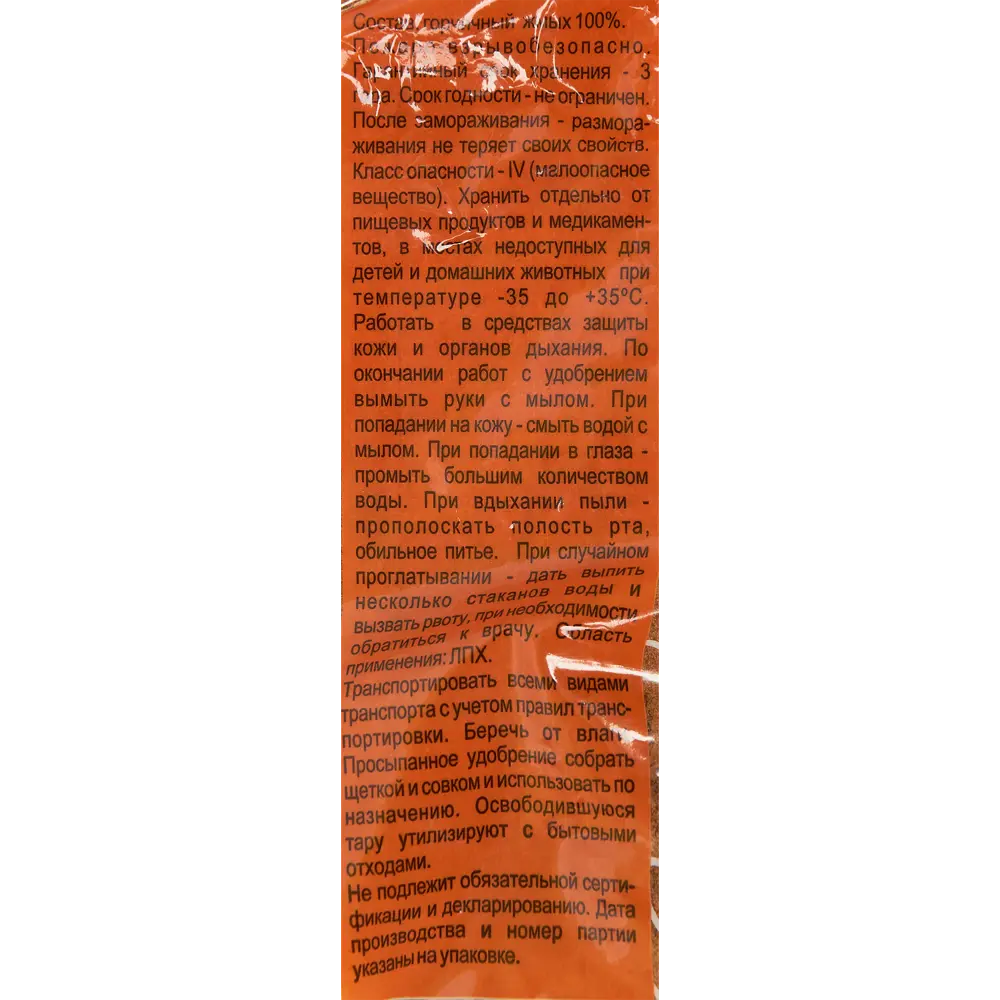 Состав: горчичный жмых 100%.
Пожаро- взрывобезопасно.
Гарантийный срок хранения - 3
года. Срок годности - не ограничен.
После замораживания - размора-
живания не теряет своих свойств.
Класс опасности - IV (малоопасное
вещество). Хранить отдельно от
пищевых продуктов и медикамен-
тов, в местах недоступных для
детей и домашних животных при
температуре -35 до +35ºС.
Работать в средствах защиты
кожи и органов дыхания. По
окончании работ с удобрением
вымыть руки с мылом. При
попадании на кожу - смыть водой с
мылом. При попадании в глаза -
промыть большим количеством
воды. При вдыхании пыли -
прополоскать полость рта,
обильное питье. При случайном
проглатывании - дать выпить
несколько стаканов воды и
вызвать рвоту, при необходимости
обратиться к врачу. Область
применения: ЛПХ.
Транспортировать всеми видами
транспорта с учетом правил транс-
портировки. Беречь от влаги.
Просыпанное удобрение собрать
щеткой и совком и использовать по
назначению. Освободившуюся
тару утилизируют с бытовыми
отходами.
Не подлежит обязательной серти-
фикации и декларированию. Дата
производства и номер партии
указаны на упаковке.